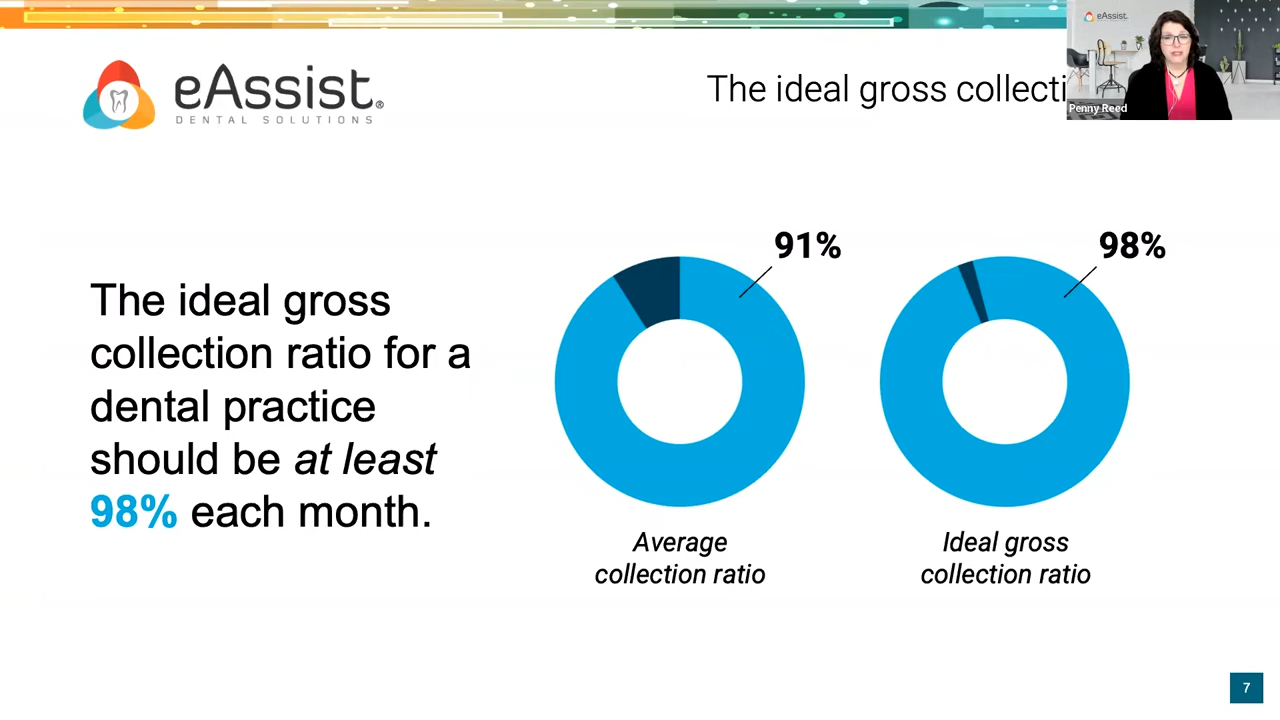 eAssist.
Penny Reed
eAssist®
DENTAL SOLUTIONS
The ideal gross collecti
The ideal gross
collection ratio for a
dental practice
should be at least
98% each month.
91%
98%
Average
collection ratio
Ideal gross
collection ratio
7